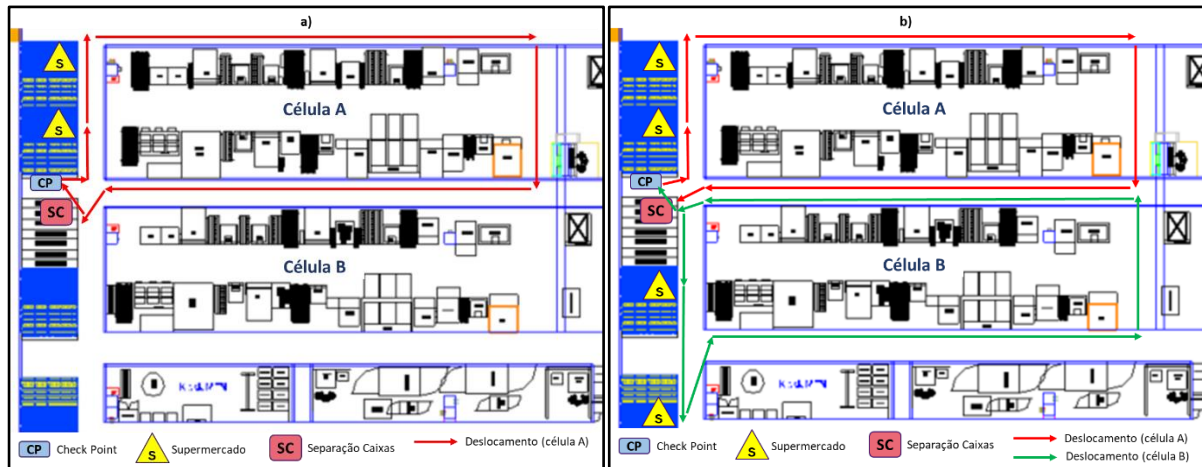 a)
S
S
Célula A
CP
SC
Célula B
CP Check Point
S Supermercado
SC Separação Caixas
Deslocamento (célula A)
b)
S
S
Célula A
CP
SC
Célula B
S
S
CP Check Point
S Supermercado
SC Separação Caixas
Deslocamento (célula A)
Deslocamento (célula B)